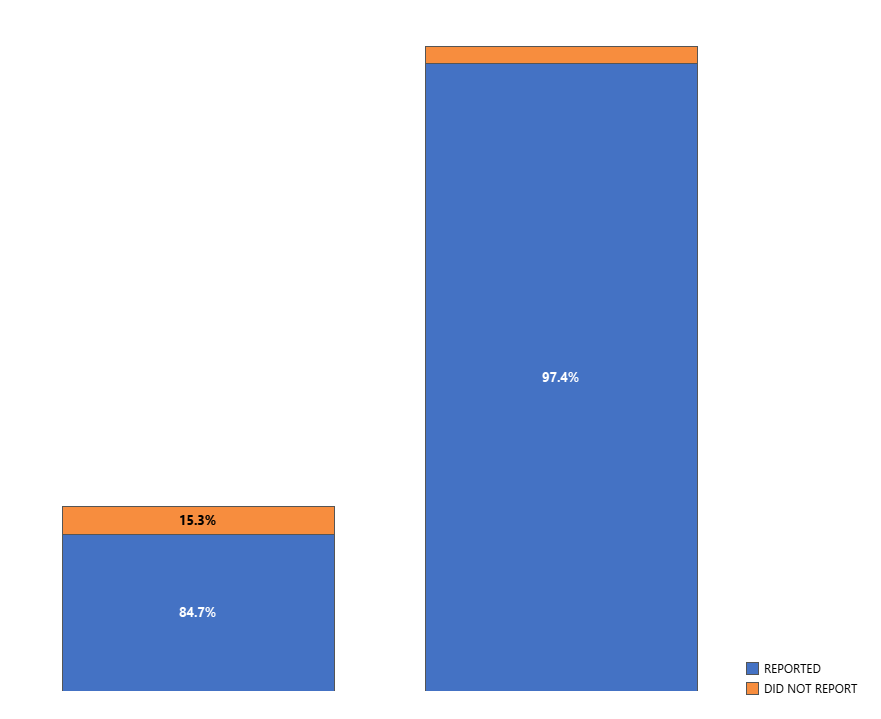 97.4%
15.3%
84.7%
REPORTED
DID NOT REPORT